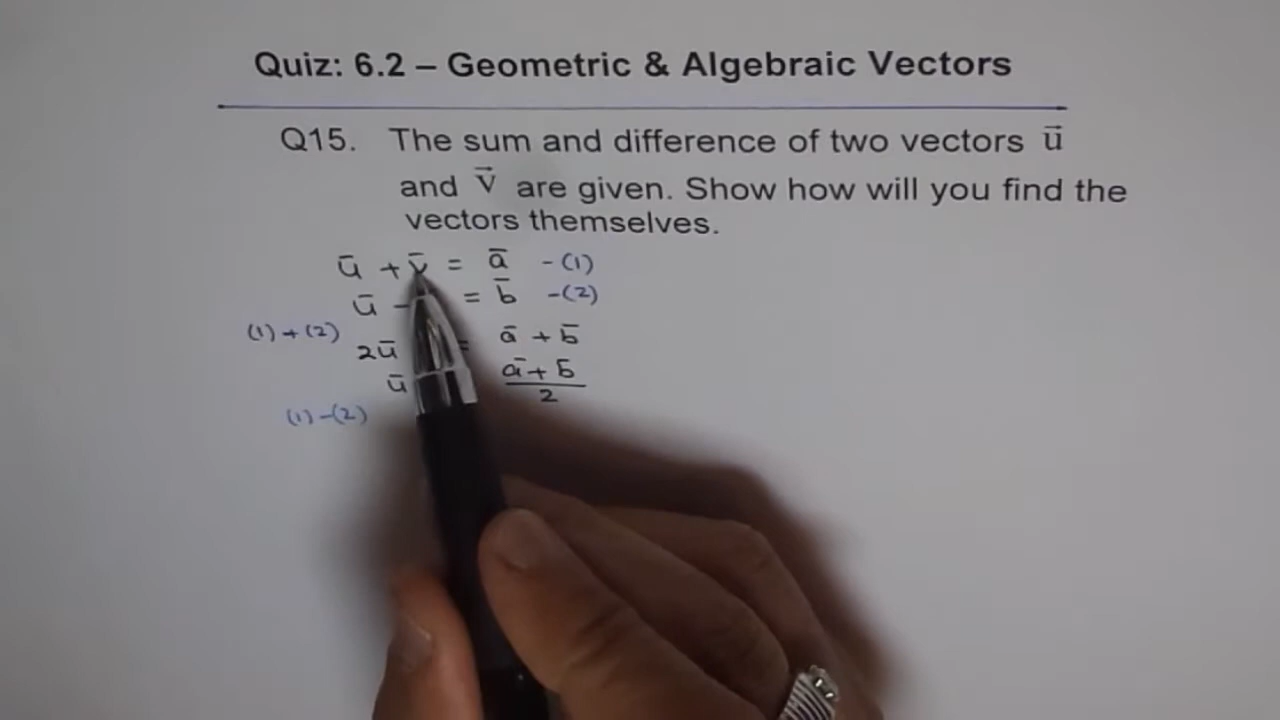 Quiz: 6.2 – Geometric & Algebraic Vectors
Q15. The sum and difference of two vectors u⃗
and v⃗ are given. Show how will you find the
vectors themselves.
ū + v̄ = ā -(1)
ū - = b̄ -(2)
(1)+(2) 2ū = ā + b̄
ū ā + b̄
2
(1)-(2)